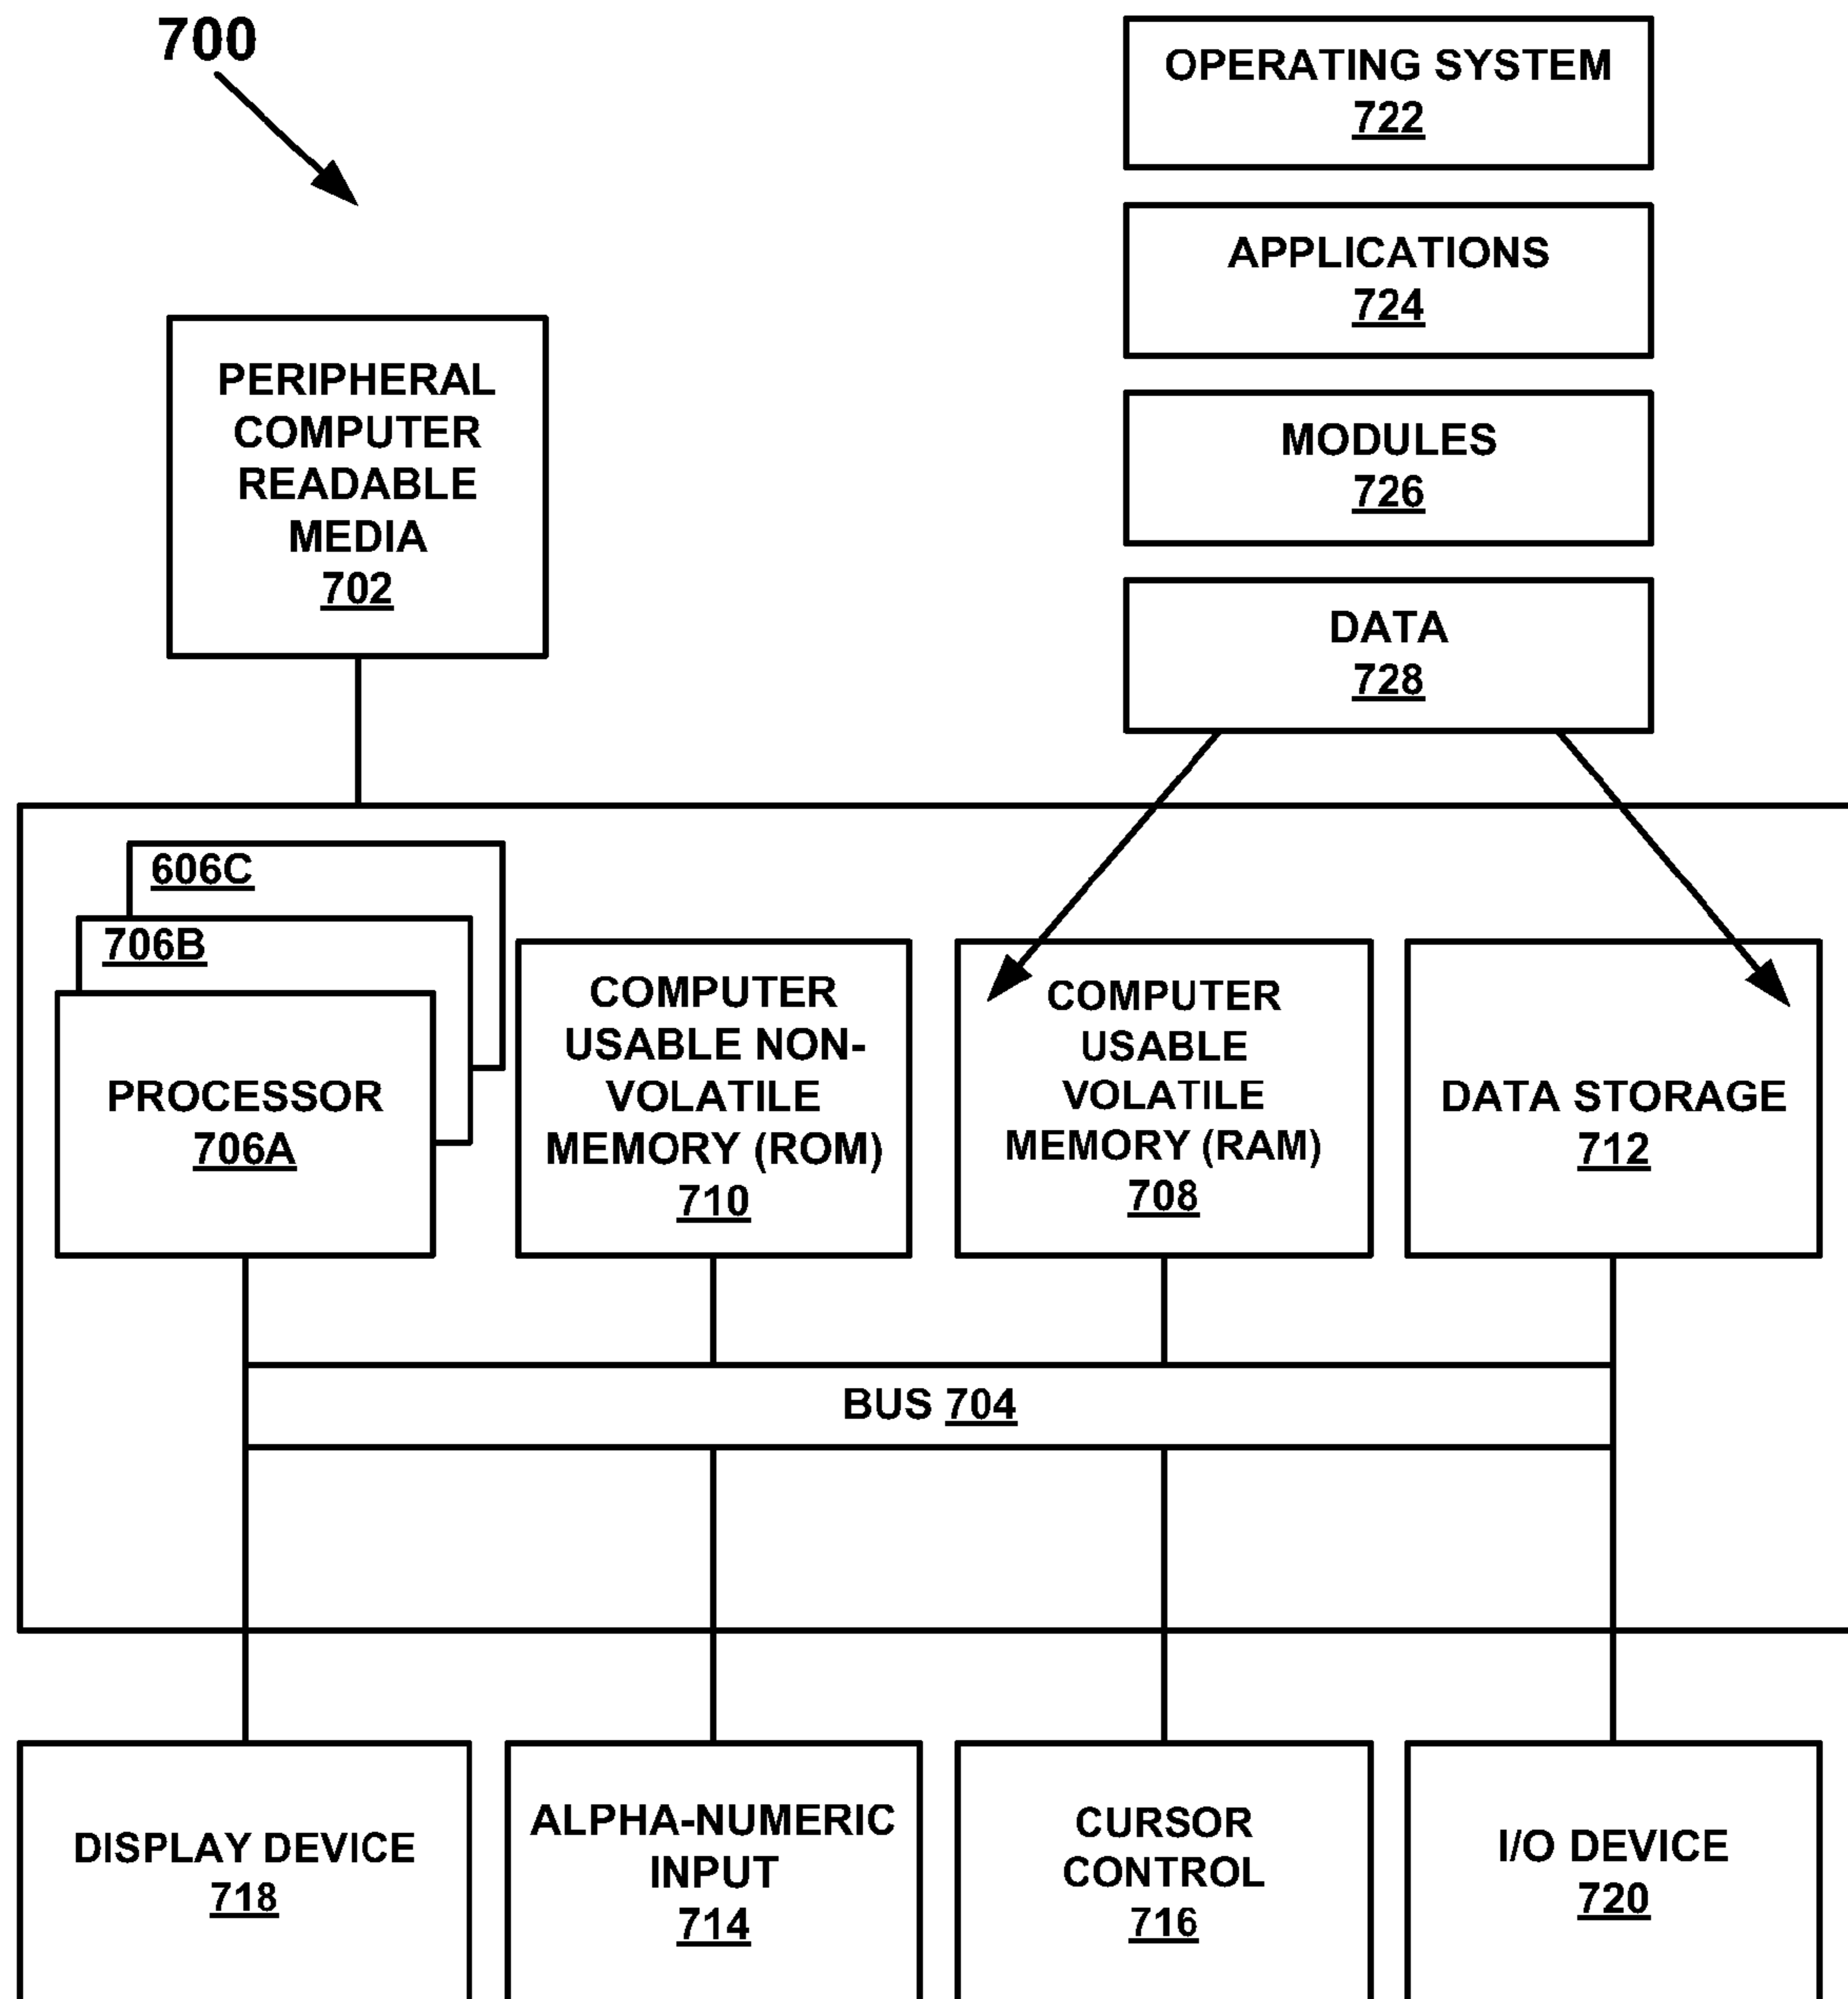 700
OPERATING SYSTEM
722
APPLICATIONS
724
MODULES
726
DATA
728
PERIPHERAL
COMPUTER
READABLE
MEDIA
702
606C
706B
PROCESSOR
706A
COMPUTER
USABLE NON-
VOLATILE
MEMORY (ROM)
710
COMPUTER
USABLE
VOLATILE
MEMORY (RAM)
708
DATA STORAGE
712
BUS 704
DISPLAY DEVICE
718
ALPHA-NUMERIC
INPUT
714
CURSOR
CONTROL
716
I/O DEVICE
720